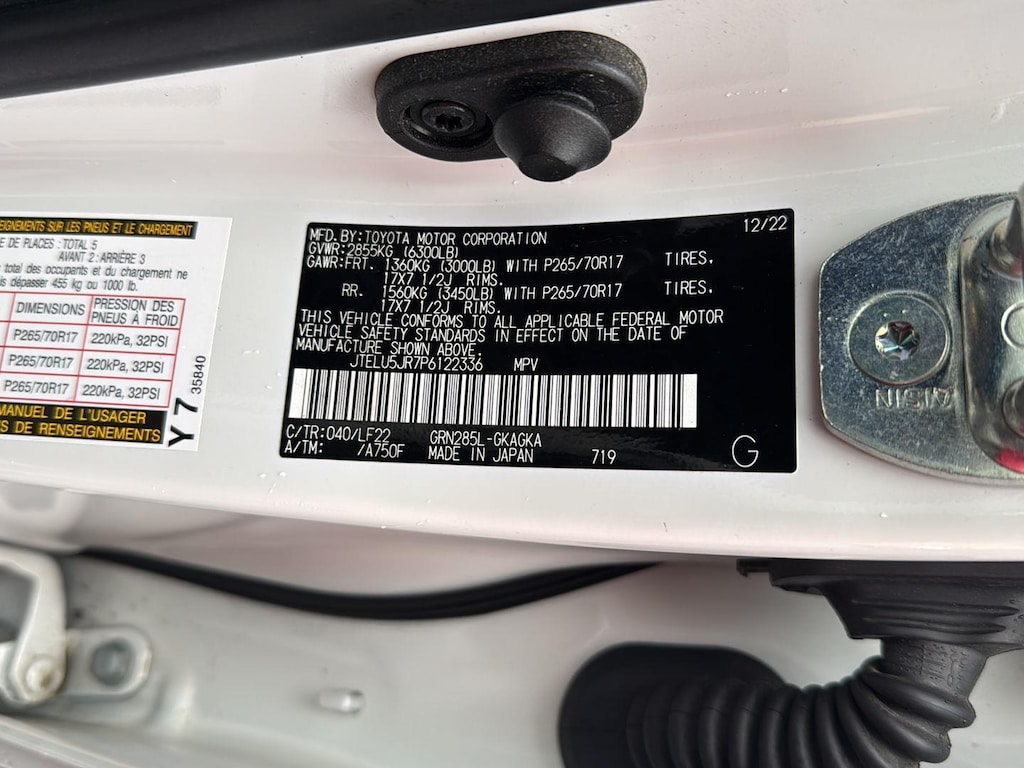 EIGNEMENTS SUR LES PNEUS ET LE CHARGEMENT
E DE PLACES : TOTAL 5
AVANT 2 : ARRIÈRE 3
total des occupants et du chargement ne
is dépasser 455 kg ou 1000 lb.
DIMENSIONS PRESSION DES PNEUS À FROID
P265/70R17 220kPa, 32PSI
P265/70R17 220kPa, 32PSI
P265/70R17 220kPa, 32PSI
MANUEL DE L'USAGER
S DE RENSEIGNEMENTS
Y7 35840
MFD.BY:TOYOTA MOTOR CORPORATION 12/22
GVWR:2855KG (6300LB)
GAWR:FRT. 1360KG (3000LB) WITH P265/70R17 TIRES.
17X7 1/2J RIMS.
RR. 1560KG (3450LB) WITH P265/70R17 TIRES.
17X7 1/2J RIMS.
THIS VEHICLE CONFORMS TO ALL APPLICABLE FEDERAL MOTOR
VEHICLE SAFETY STANDARDS IN EFFECT ON THE DATE OF
MANUFACTURE SHOWN ABOVE.
JTELU5JR7P6122336 MPV
C/TR:040/LF22 GRN285L-GKAGKA
A/TM: /A750F MADE IN JAPAN 719 G
AISIN